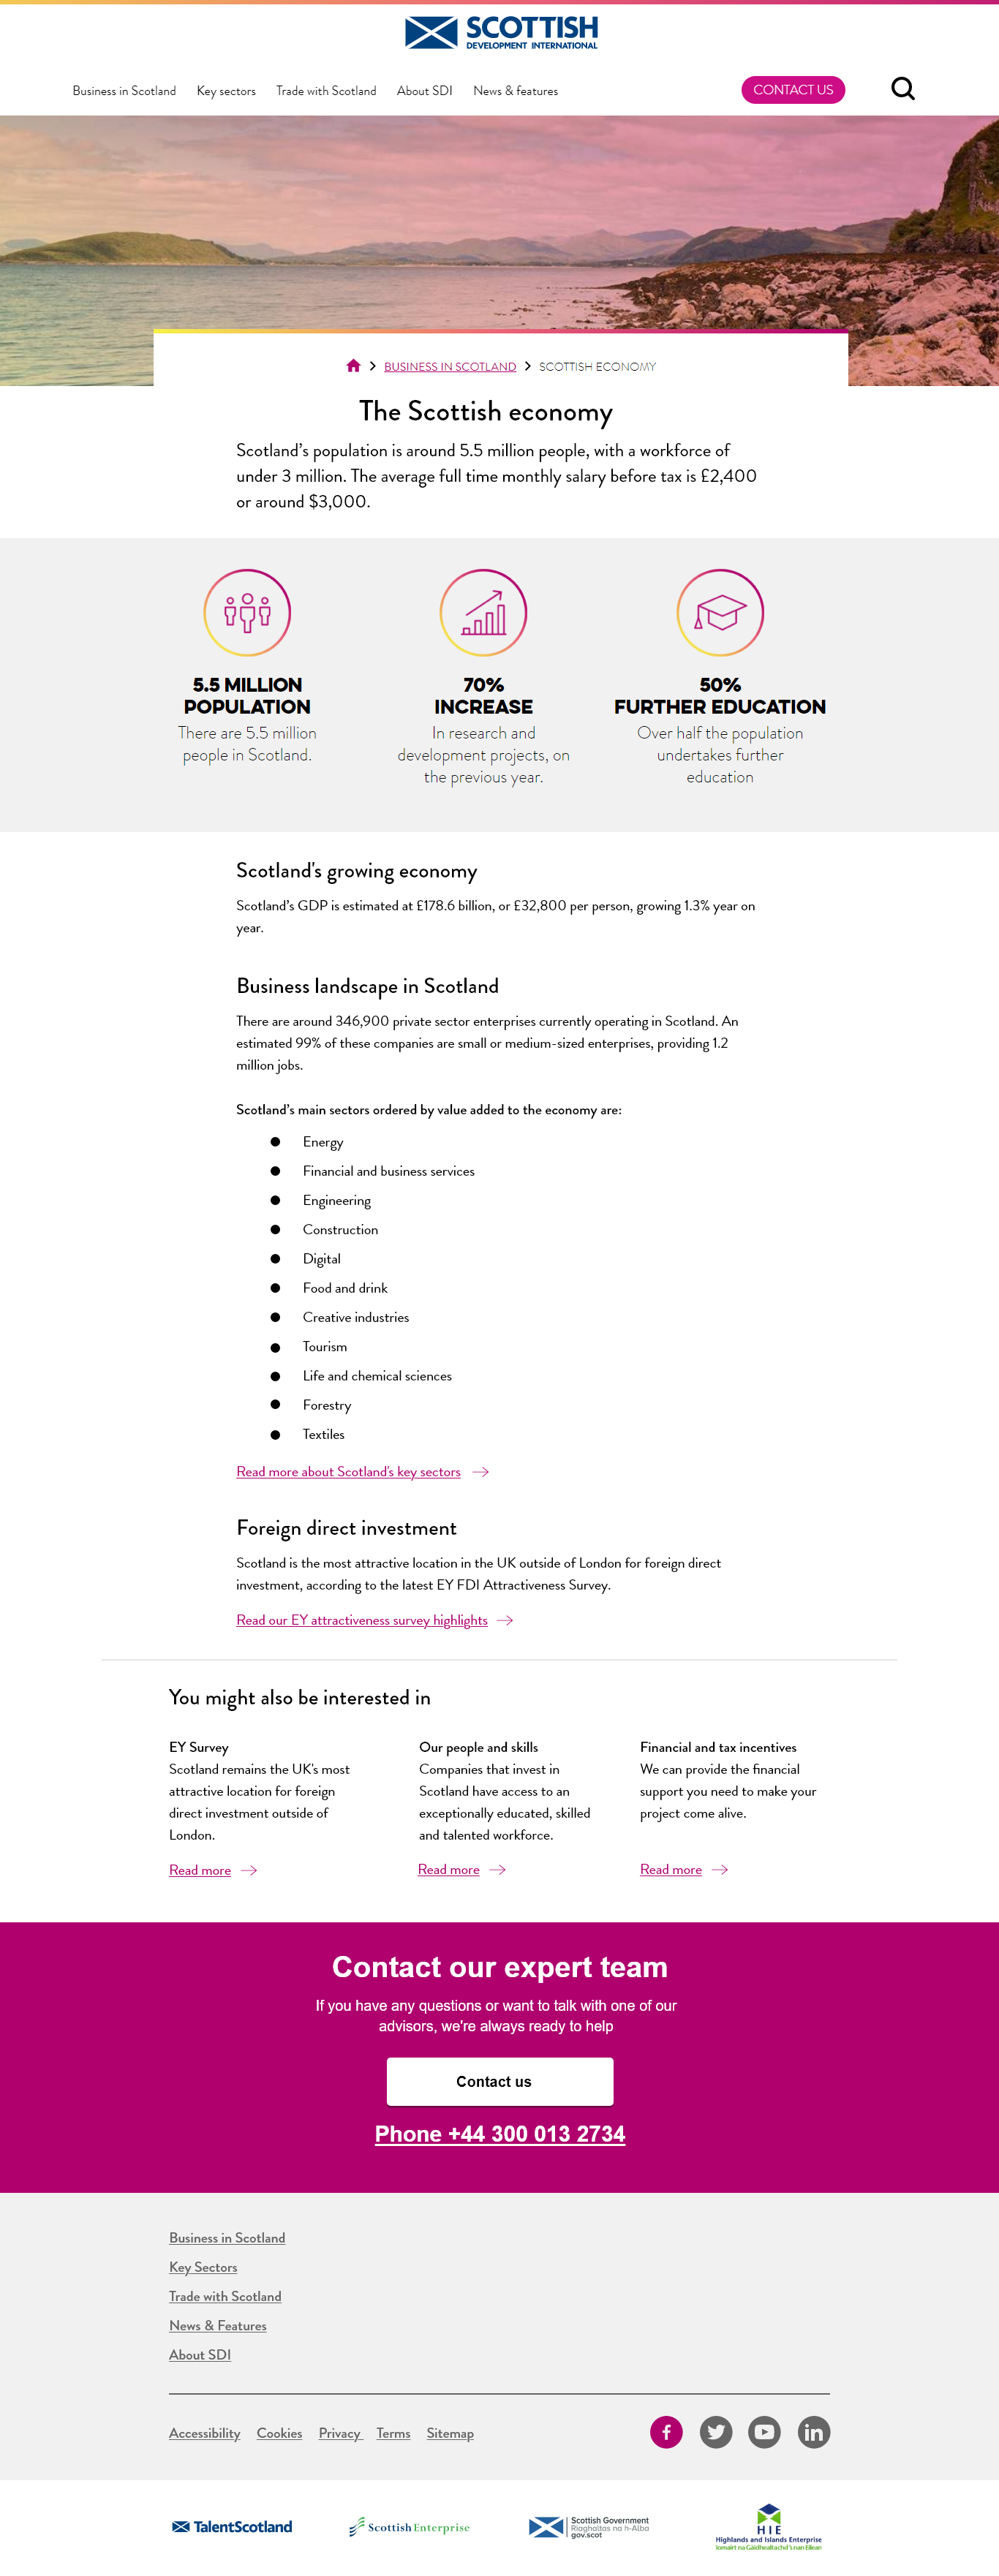 SCOTTISH
DEVELOPMENT INTERNATIONAL
Business in Scotland
Key sectors
Trade with Scotland
About SDI
News & features
CONTACT US
BUSINESS IN SCOTLAND
SCOTTISH ECONOMY
The Scottish economy
Scotland’s population is around 5.5 million people, with a workforce of
under 3 million. The average full time monthly salary before tax is £2,400
or around $3,000.
5.5 MILLION
POPULATION
There are 5.5 million
people in Scotland.
70%
INCREASE
In research and
development projects, on
the previous year.
50%
FURTHER EDUCATION
Over half the population
undertakes further
education
Scotland's growing economy
Scotland’s GDP is estimated at £178.6 billion, or £32,800 per person, growing 1.3% year on
year.
Business landscape in Scotland
There are around 346,900 private sector enterprises currently operating in Scotland. An
estimated 99% of these companies are small or medium-sized enterprises, providing 1.2
million jobs.
Scotland’s main sectors ordered by value added to the economy are:
Energy
Financial and business services
Engineering
Construction
Digital
Food and drink
Creative industries
Tourism
Life and chemical sciences
Forestry
Textiles
Read more about Scotland's key sectors
Foreign direct investment
Scotland is the most attractive location in the UK outside of London for foreign direct
investment, according to the latest EY FDI Attractiveness Survey.
Read our EY attractiveness survey highlights
You might also be interested in
EY Survey
Scotland remains the UK's most
attractive location for foreign
direct investment outside of
London.
Read more
Our people and skills
Companies that invest in
Scotland have access to an
exceptionally educated, skilled
and talented workforce.
Read more
Financial and tax incentives
We can provide the financial
support you need to make your
project come alive.
Read more
Contact our expert team
If you have any questions or want to talk with one of our
advisors, we're always ready to help
Contact us
Phone +44 300 013 2734
Business in Scotland
Key Sectors
Trade with Scotland
News & Features
About SDI
Accessibility
Cookies
Privacy
Terms
Sitemap
TalentScotland
Scottish Enterprise
Scottish Government
Riaghaltas na h-Alba
gov.scot
HIE
Highlands and Islands Enterprise
Iomairt na Gàidhealtachd 's nan Eilean